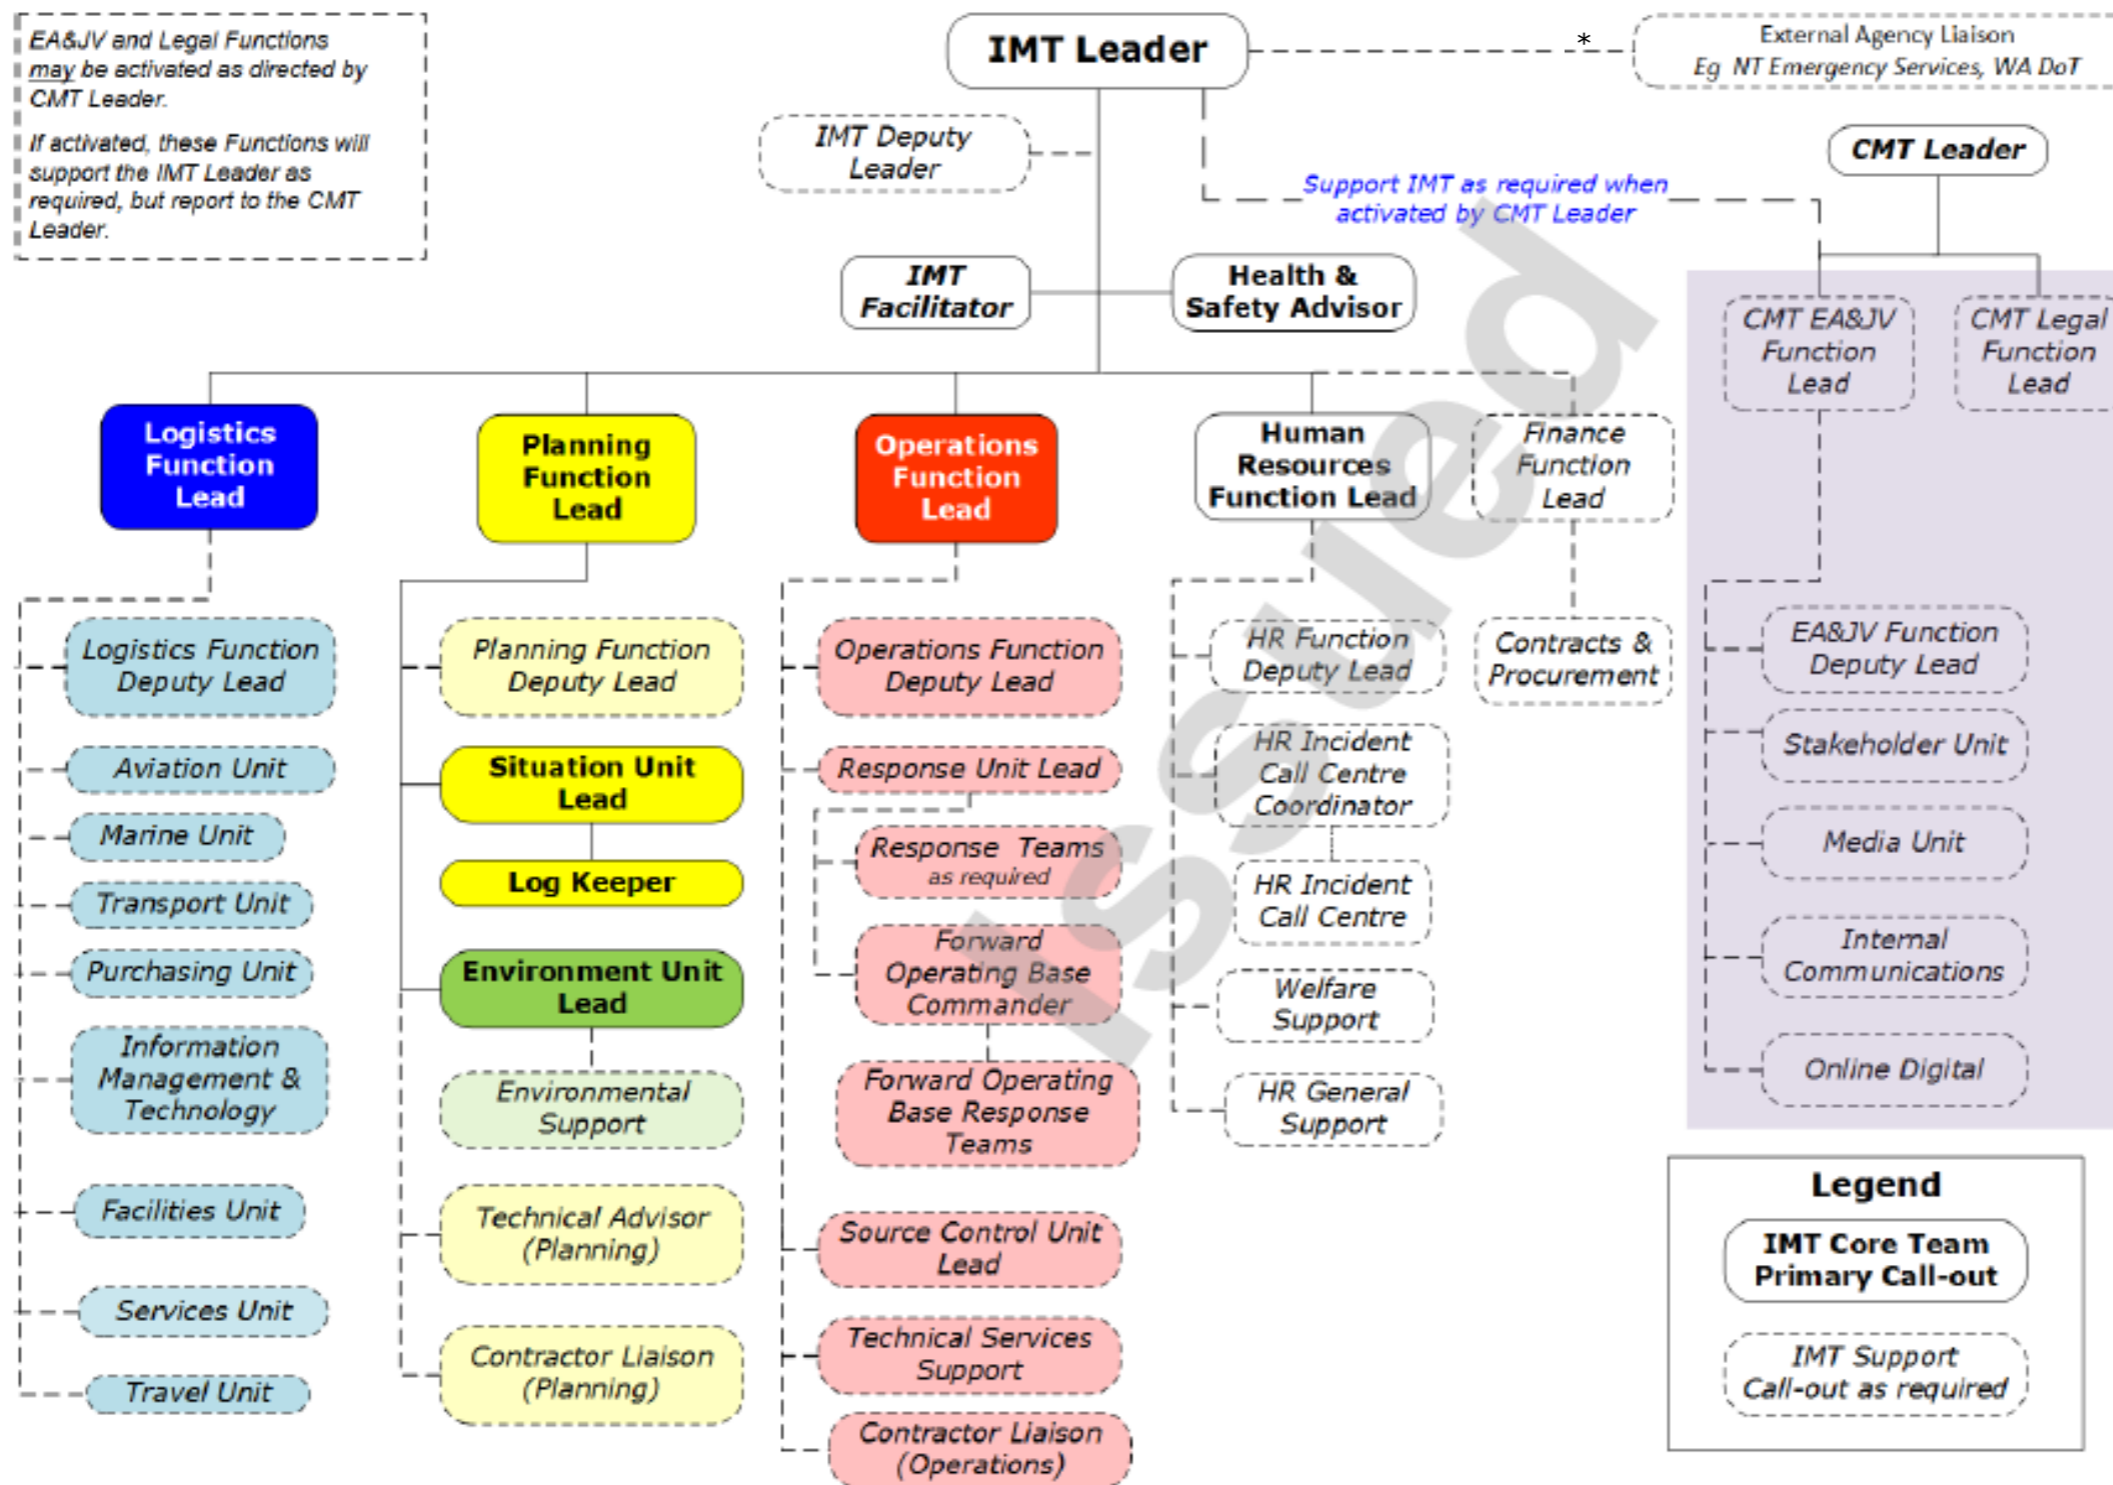 EA&JV and Legal Functions
may be activated as directed by
CMT Leader.
If activated, these Functions will
support the IMT Leader as
required, but report to the CMT
Leader.
IMT Leader
*
External Agency Liaison
Eg NT Emergency Services, WA DoT
IMT Deputy
Leader
CMT Leader
Support IMT as required when
activated by CMT Leader
IMT
Facilitator
Health &
Safety Advisor
CMT EA&JV
Function
Lead
CMT Legal
Function
Lead
Logistics
Function
Lead
Planning
Function
Lead
Operations
Function
Lead
Human
Resources
Function Lead
Finance
Function
Lead
Logistics Function
Deputy Lead
Aviation Unit
Marine Unit
Transport Unit
Purchasing Unit
Information
Management &
Technology
Facilities Unit
Services Unit
Travel Unit
Planning Function
Deputy Lead
Situation Unit
Lead
Log Keeper
Environment Unit
Lead
Environmental
Support
Technical Advisor
(Planning)
Contractor Liaison
(Planning)
Operations Function
Deputy Lead
Response Unit Lead
Response Teams
as required
Forward
Operating Base
Commander
Forward Operating
Base Response
Teams
Source Control Unit
Lead
Technical Services
Support
Contractor Liaison
(Operations)
HR Function
Deputy Lead
HR Incident
Call Centre
Coordinator
HR Incident
Call Centre
Welfare
Support
HR General
Support
Contracts &
Procurement
EA&JV Function
Deputy Lead
Stakeholder Unit
Media Unit
Internal
Communications
Online Digital
Legend
IMT Core Team
Primary Call-out
IMT Support
Call-out as required
Issued